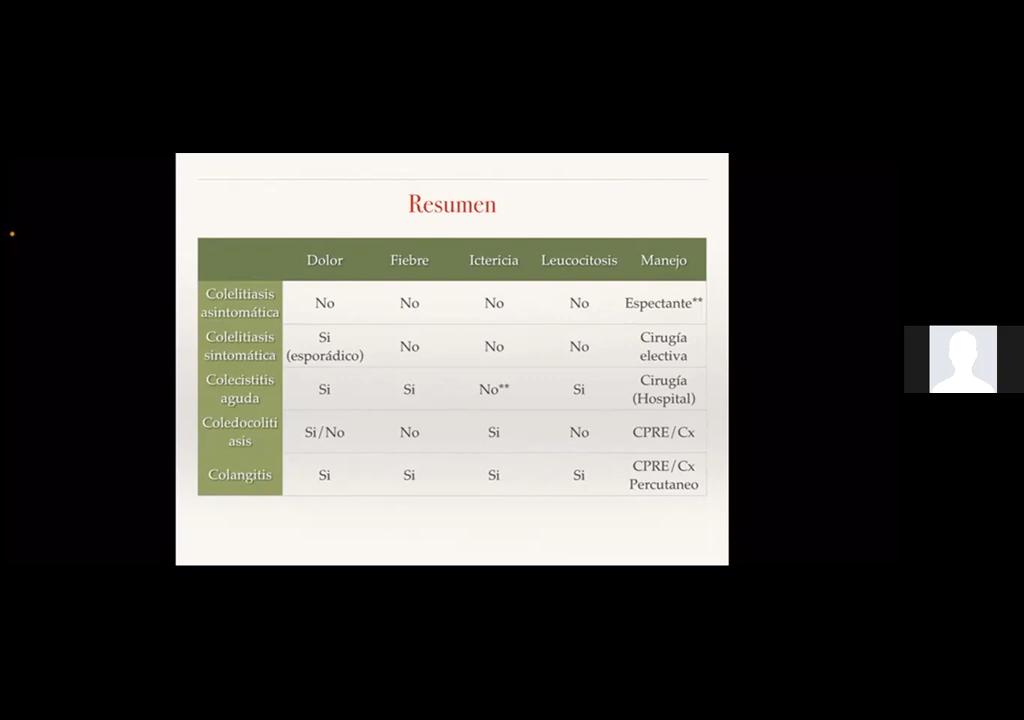 Resumen
Dolor Fiebre Ictericia Leucocitosis Manejo
Colelitiasis
asintomática
No No No No Espectante**
Colelitiasis
sintomática
Si
(esporádico)
No No No
Cirugía
electiva
Colecistitis
aguda
Si Si No** Si
Cirugía
(Hospital)
Coledocoliti
asis
Si/No No Si No CPRE/Cx
Colangitis
Si Si Si Si
CPRE/Cx
Percutaneo